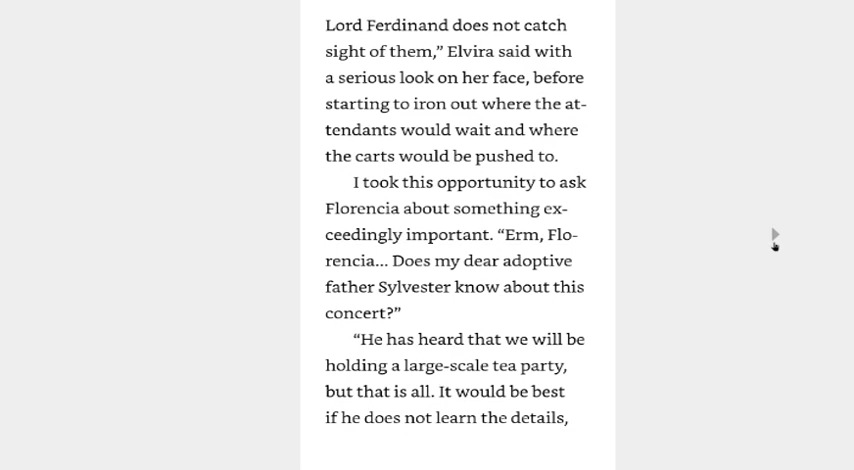 Lord Ferdinand does not catch
sight of them,” Elvira said with
a serious look on her face, before
starting to iron out where the at-
tendants would wait and where
the carts would be pushed to.
I took this opportunity to ask
Florencia about something ex-
ceedingly important. “Erm, Flo-
rencia... Does my dear adoptive
father Sylvester know about this
concert?”
“He has heard that we will be
holding a large-scale tea party,
but that is all. It would be best
if he does not learn the details,